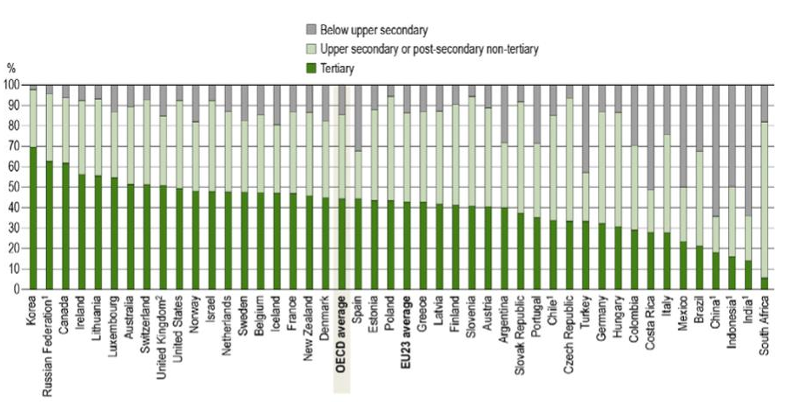 Below upper secondary
Upper secondary or post-secondary non-tertiary
Tertiary
%
100
90
80
70
60
50
40
30
20
10
0
Korea
Russian Federation¹
Canada
Ireland
Lithuania
Luxembourg
Australia
Switzerland
United Kingdom²
United States
Norway
Israel
Netherlands
Sweden
Belgium
Iceland
France
New Zealand
Denmark
OECD average
Spain
Estonia
Poland
EU23 average
Greece
Latvia
Finland
Slovenia
Austria
Argentina
Slovak Republic
Portugal
Chile¹
Czech Republic
Turkey
Germany
Hungary
Colombia
Costa Rica
Italy
Mexico
Brazil
China¹
Indonesia¹
India¹
South Africa